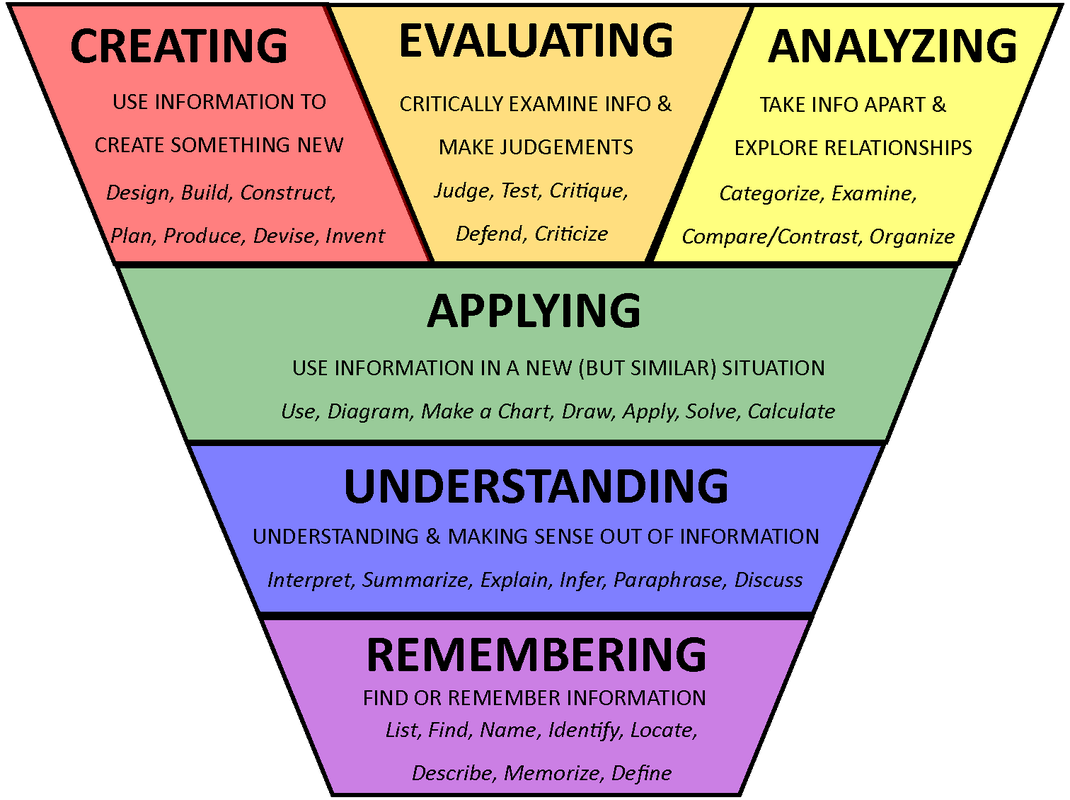 CREATING
USE INFORMATION TO
CREATE SOMETHING NEW
Design, Build, Construct,
Plan, Produce, Devise, Invent
EVALUATING
CRITICALLY EXAMINE INFO &
MAKE JUDGEMENTS
Judge, Test, Critique,
Defend, Criticize
ANALYZING
TAKE INFO APART &
EXPLORE RELATIONSHIPS
Categorize, Examine,
Compare/Contrast, Organize
APPLYING
USE INFORMATION IN A NEW (BUT SIMILAR) SITUATION
Use, Diagram, Make a Chart, Draw, Apply, Solve, Calculate
UNDERSTANDING
UNDERSTANDING & MAKING SENSE OUT OF INFORMATION
Interpret, Summarize, Explain, Infer, Paraphrase, Discuss
REMEMBERING
FIND OR REMEMBER INFORMATION
List, Find, Name, Identify, Locate,
Describe, Memorize, Define